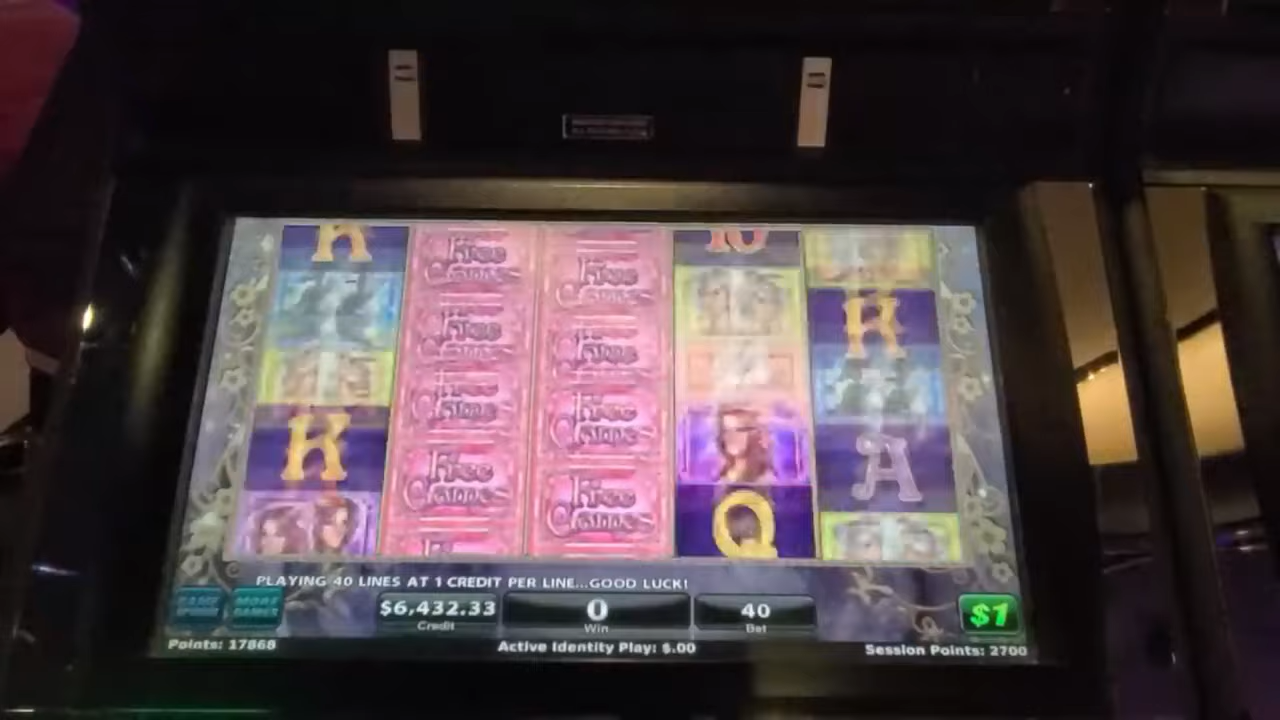 K
10
Free
Games
Free
Games
Free
Games
Free
Games
Free
Games
Free
Games
Free
Games
Free
Games
K
K
A
Q
PLAYING 40 LINES AT 1 CREDIT PER LINE...GOOD LUCK!
MORE
GAMES
$6,432.33
Credit
0
Win
40
Bet
$1
Points: 17868
Active Identity Play: $.00
Session Points: 2700